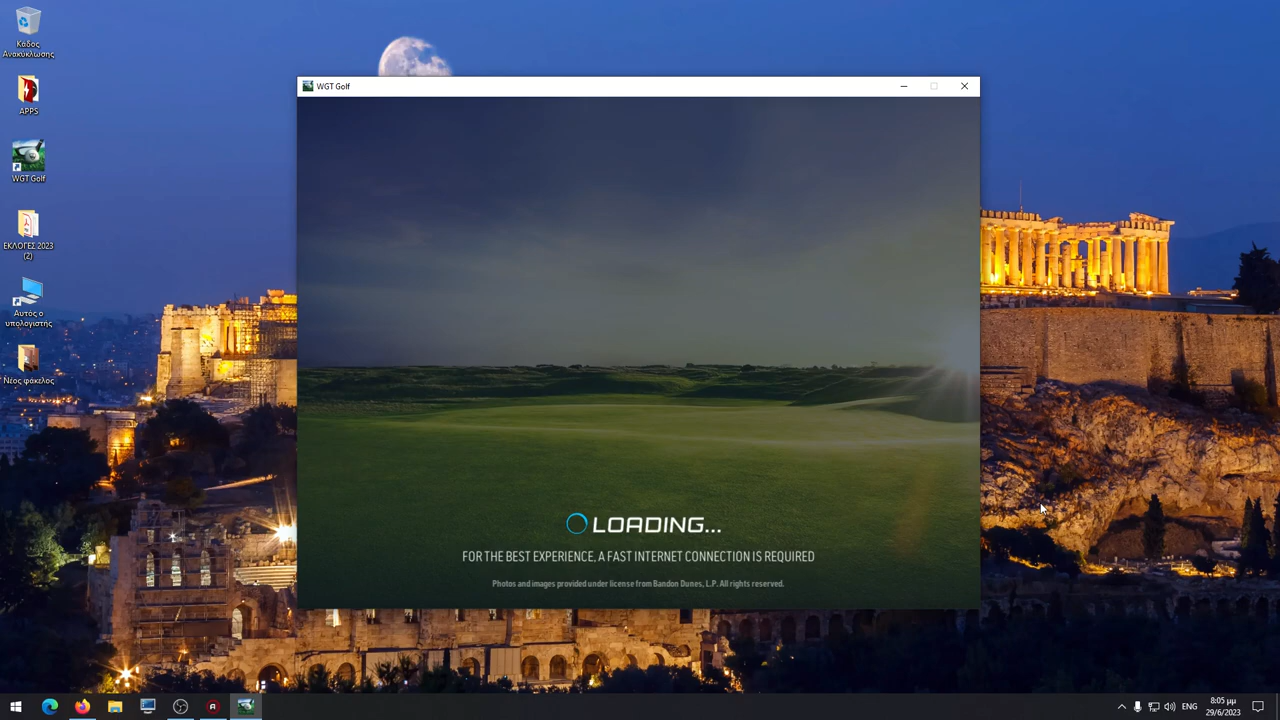 Κάδος
Ανακύκλωσης
APPS
WGT Golf
ΕΚΛΟΓΕΣ 2023
(2)
Αυτός ο
υπολογιστής
Νέος φάκελος
WGT Golf
LOADING...
FOR THE BEST EXPERIENCE, A FAST INTERNET CONNECTION IS REQUIRED
Photos and images provided under license from Bandon Dunes, L.P. All rights reserved.
ENG
8:05 μμ
29/6/2023